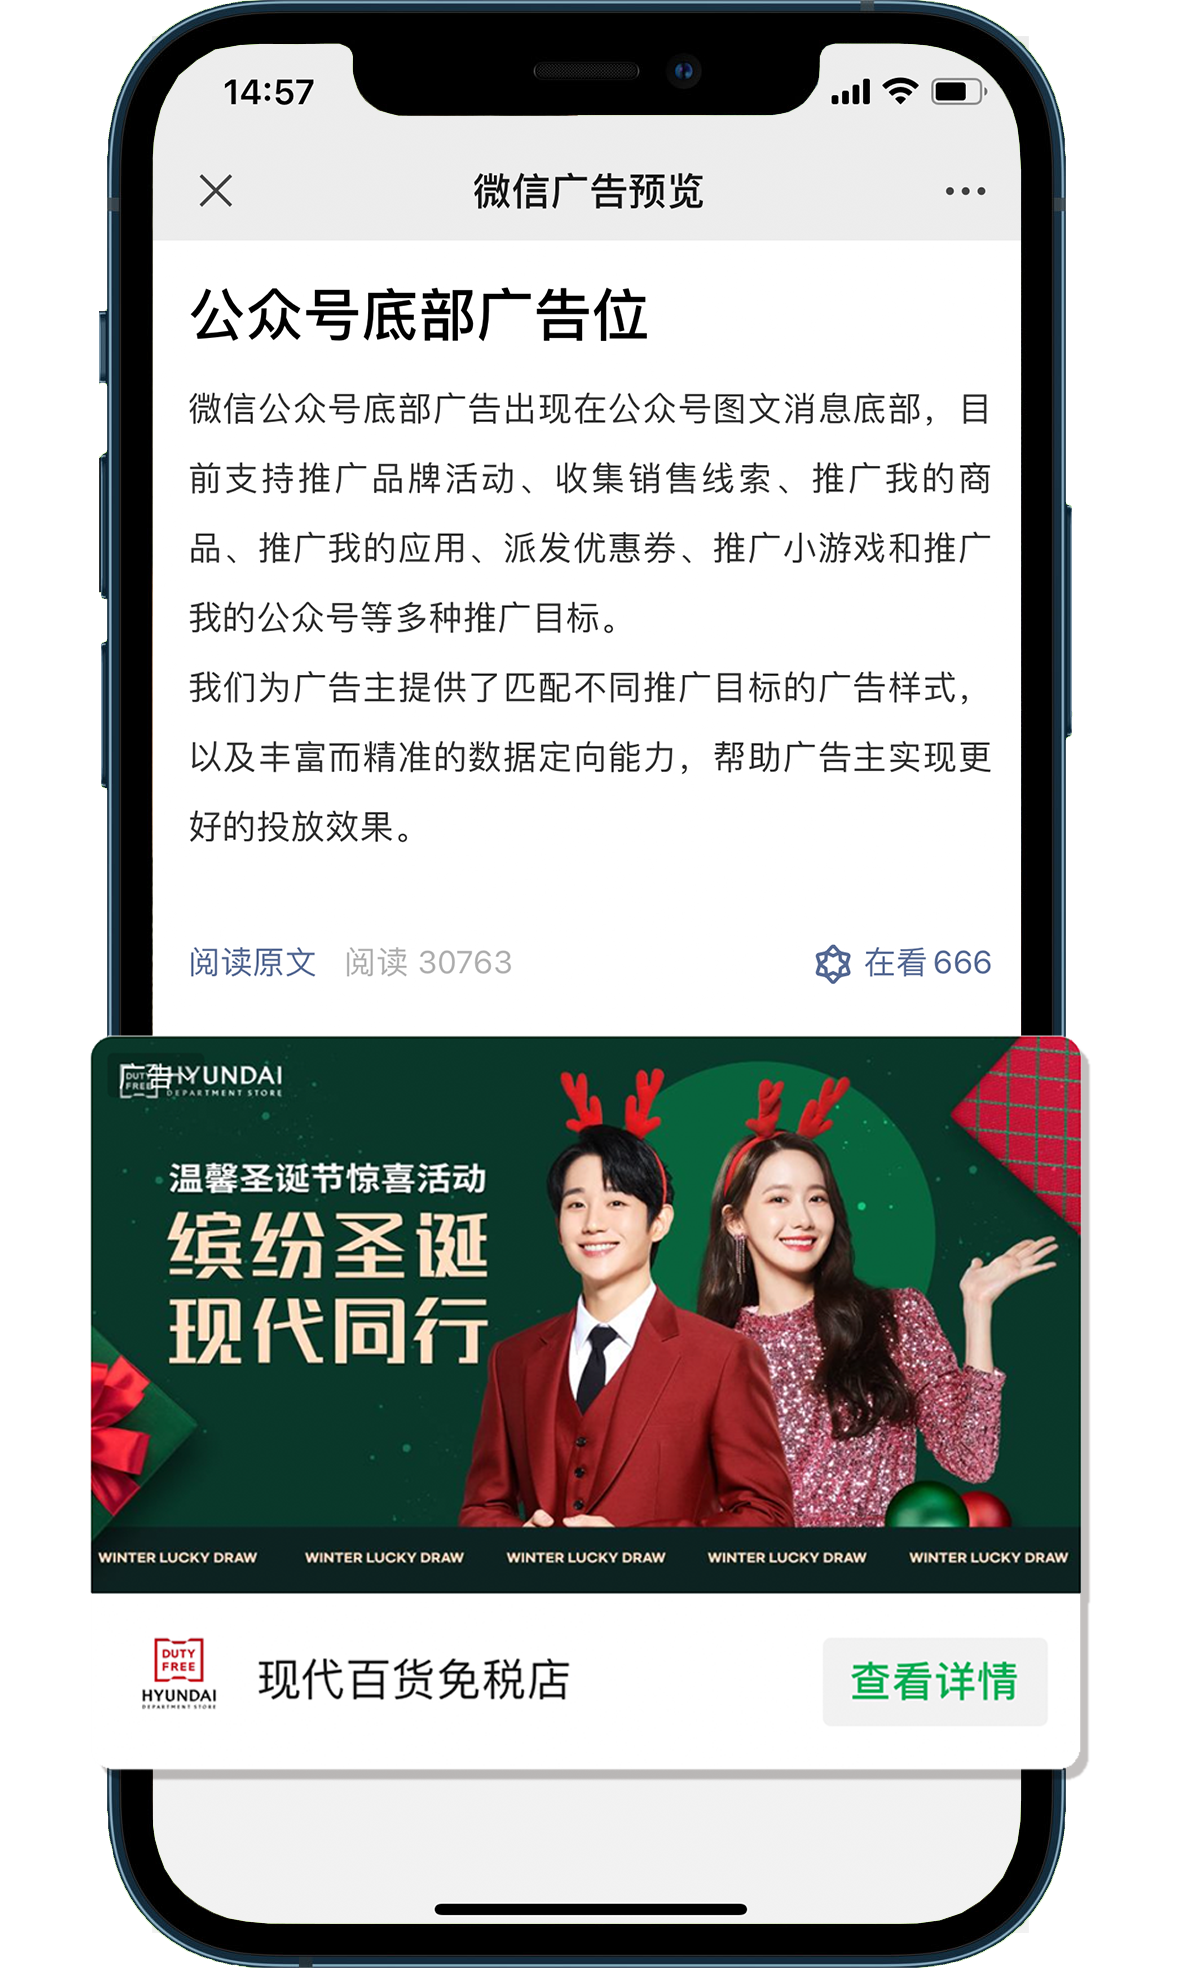 14:57
微信广告预览
公众号底部广告位
微信公众号底部广告出现在公众号图文消息底部，目
前支持推广品牌活动、收集销售线索、推广我的商
品、推广我的应用、派发优惠券、推广小游戏和推广
我的公众号等多种推广目标。
我们为广告主提供了匹配不同推广目标的广告样式，
以及丰富而精准的数据定向能力，帮助广告主实现更
好的投放效果。
阅读原文 阅读 30763 在看 666
广告
DUTY
FREE
HYUNDAI
DEPARTMENT STORE
温馨圣诞节惊喜活动
缤纷圣诞
现代同行
WINTER LUCKY DRAW WINTER LUCKY DRAW WINTER LUCKY DRAW WINTER LUCKY DRAW WINTER LUCKY DRAW
DUTY
FREE
HYUNDAI
DEPARTMENT STORE
现代百货免税店
查看详情